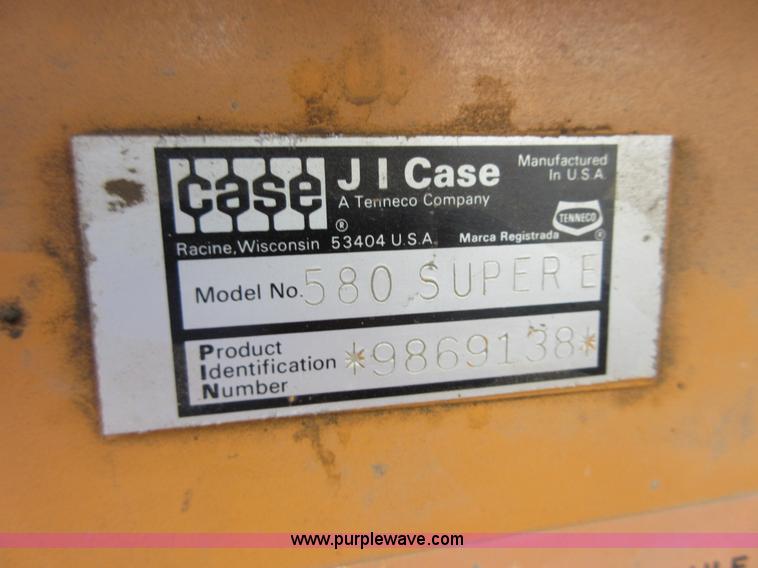 case
J I Case
A Tenneco Company
®
Manufactured
In U.S.A.
TENNECO
®
Racine, Wisconsin 53404 U.S.A. Marca Registrada
Model No. 580 SUPER E
Product
Identification
Number
*9869138*
www.purplewave.com